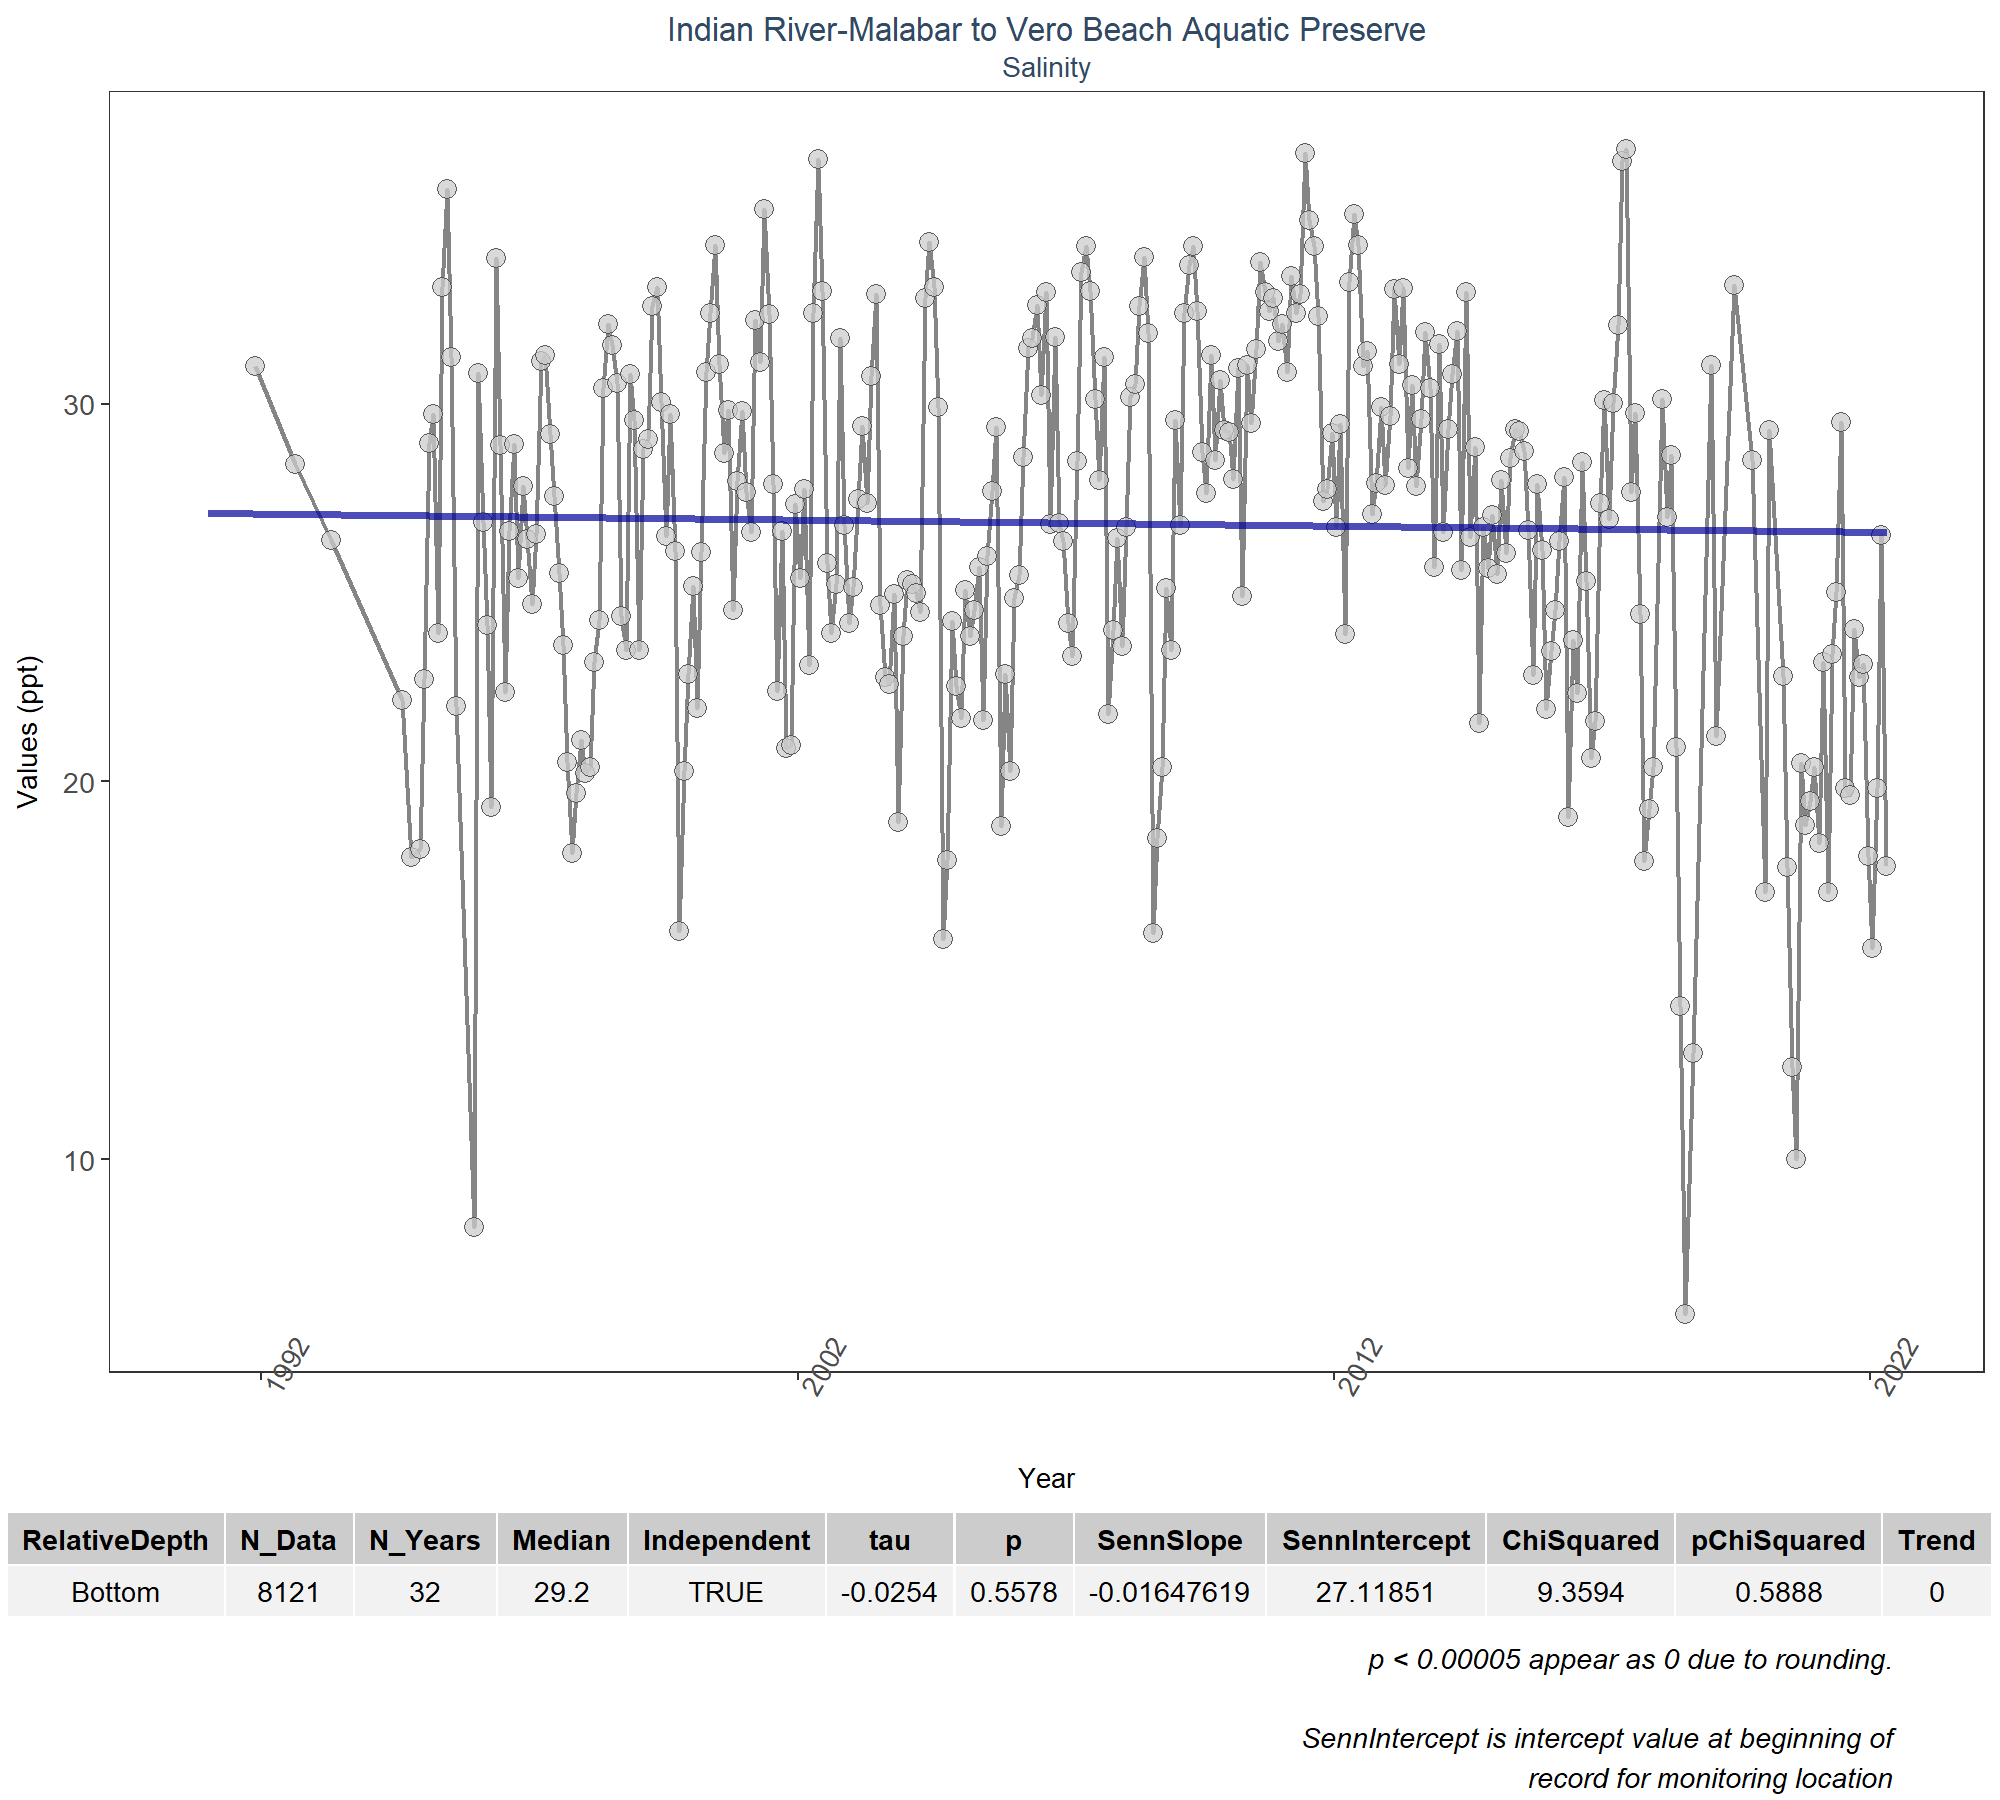 Indian River-Malabar to Vero Beach Aquatic Preserve
Salinity
Values (ppt)
30
20
10
1992
2002
2012
2022
Year
RelativeDepth N_Data N_Years Median Independent tau p SennSlope SennIntercept ChiSquared pChiSquared Trend
Bottom 8121 32 29.2 TRUE -0.0254 0.5578 -0.01647619 27.11851 9.3594 0.5888 0
p < 0.00005 appear as 0 due to rounding.
SennIntercept is intercept value at beginning of
record for monitoring location